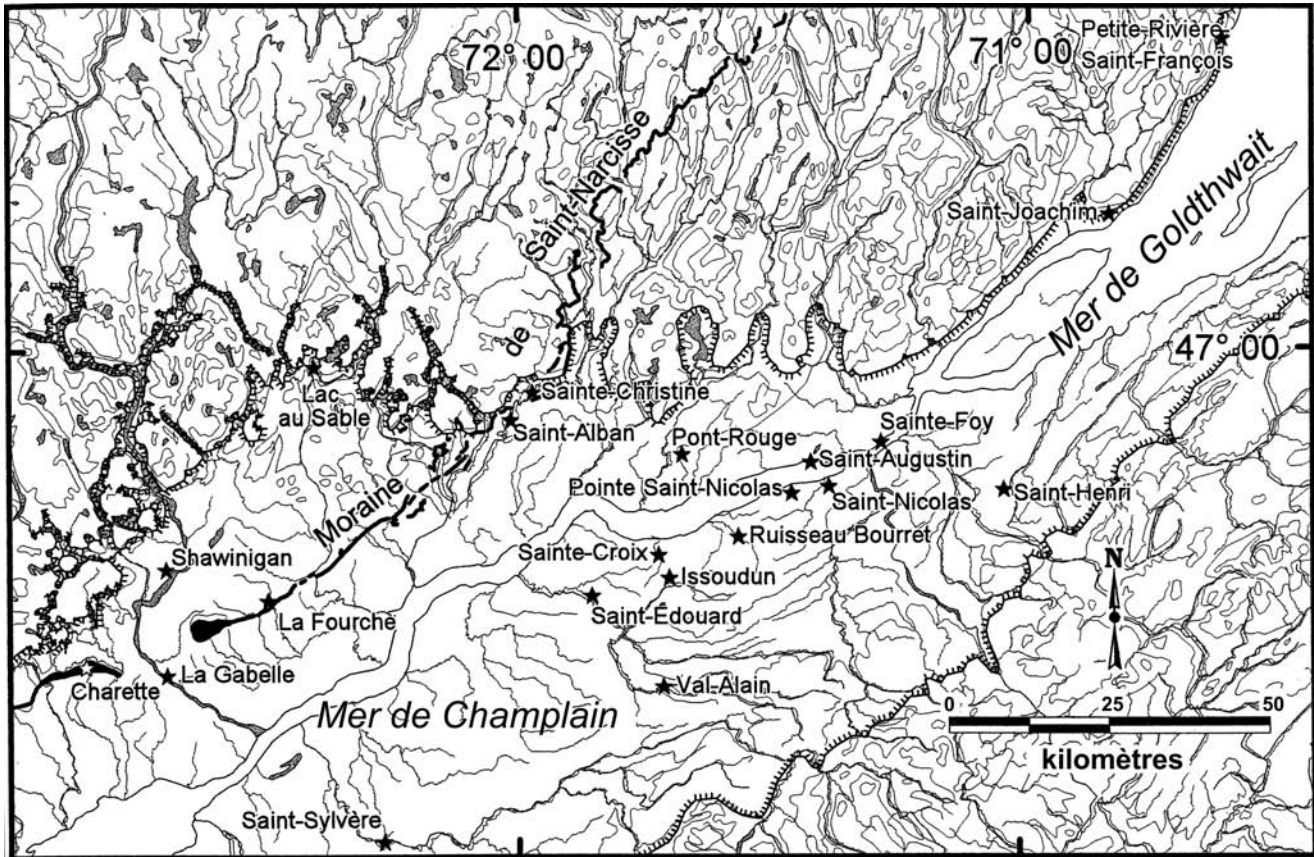 72° 00
71° 00
Petite-Rivière
Saint-François
Saint-Narcisse
de
Moraine
Saint-Joachim
Mer de Goldthwait
47° 00
Lac
au Sable
Sainte-Christine
Saint-Alban
Sainte-Foy
Pont-Rouge
Saint-Augustin
Pointe Saint-Nicolas
Saint-Nicolas
Saint-Henri
Ruisseau Bourret
Sainte-Croix
Issoudun
Shawinigan
Saint-Édouard
La Fourche
N
La Gabelle
Charette
Val-Alain
Mer de Champlain
0 25 50
kilomètres
Saint-Sylvère